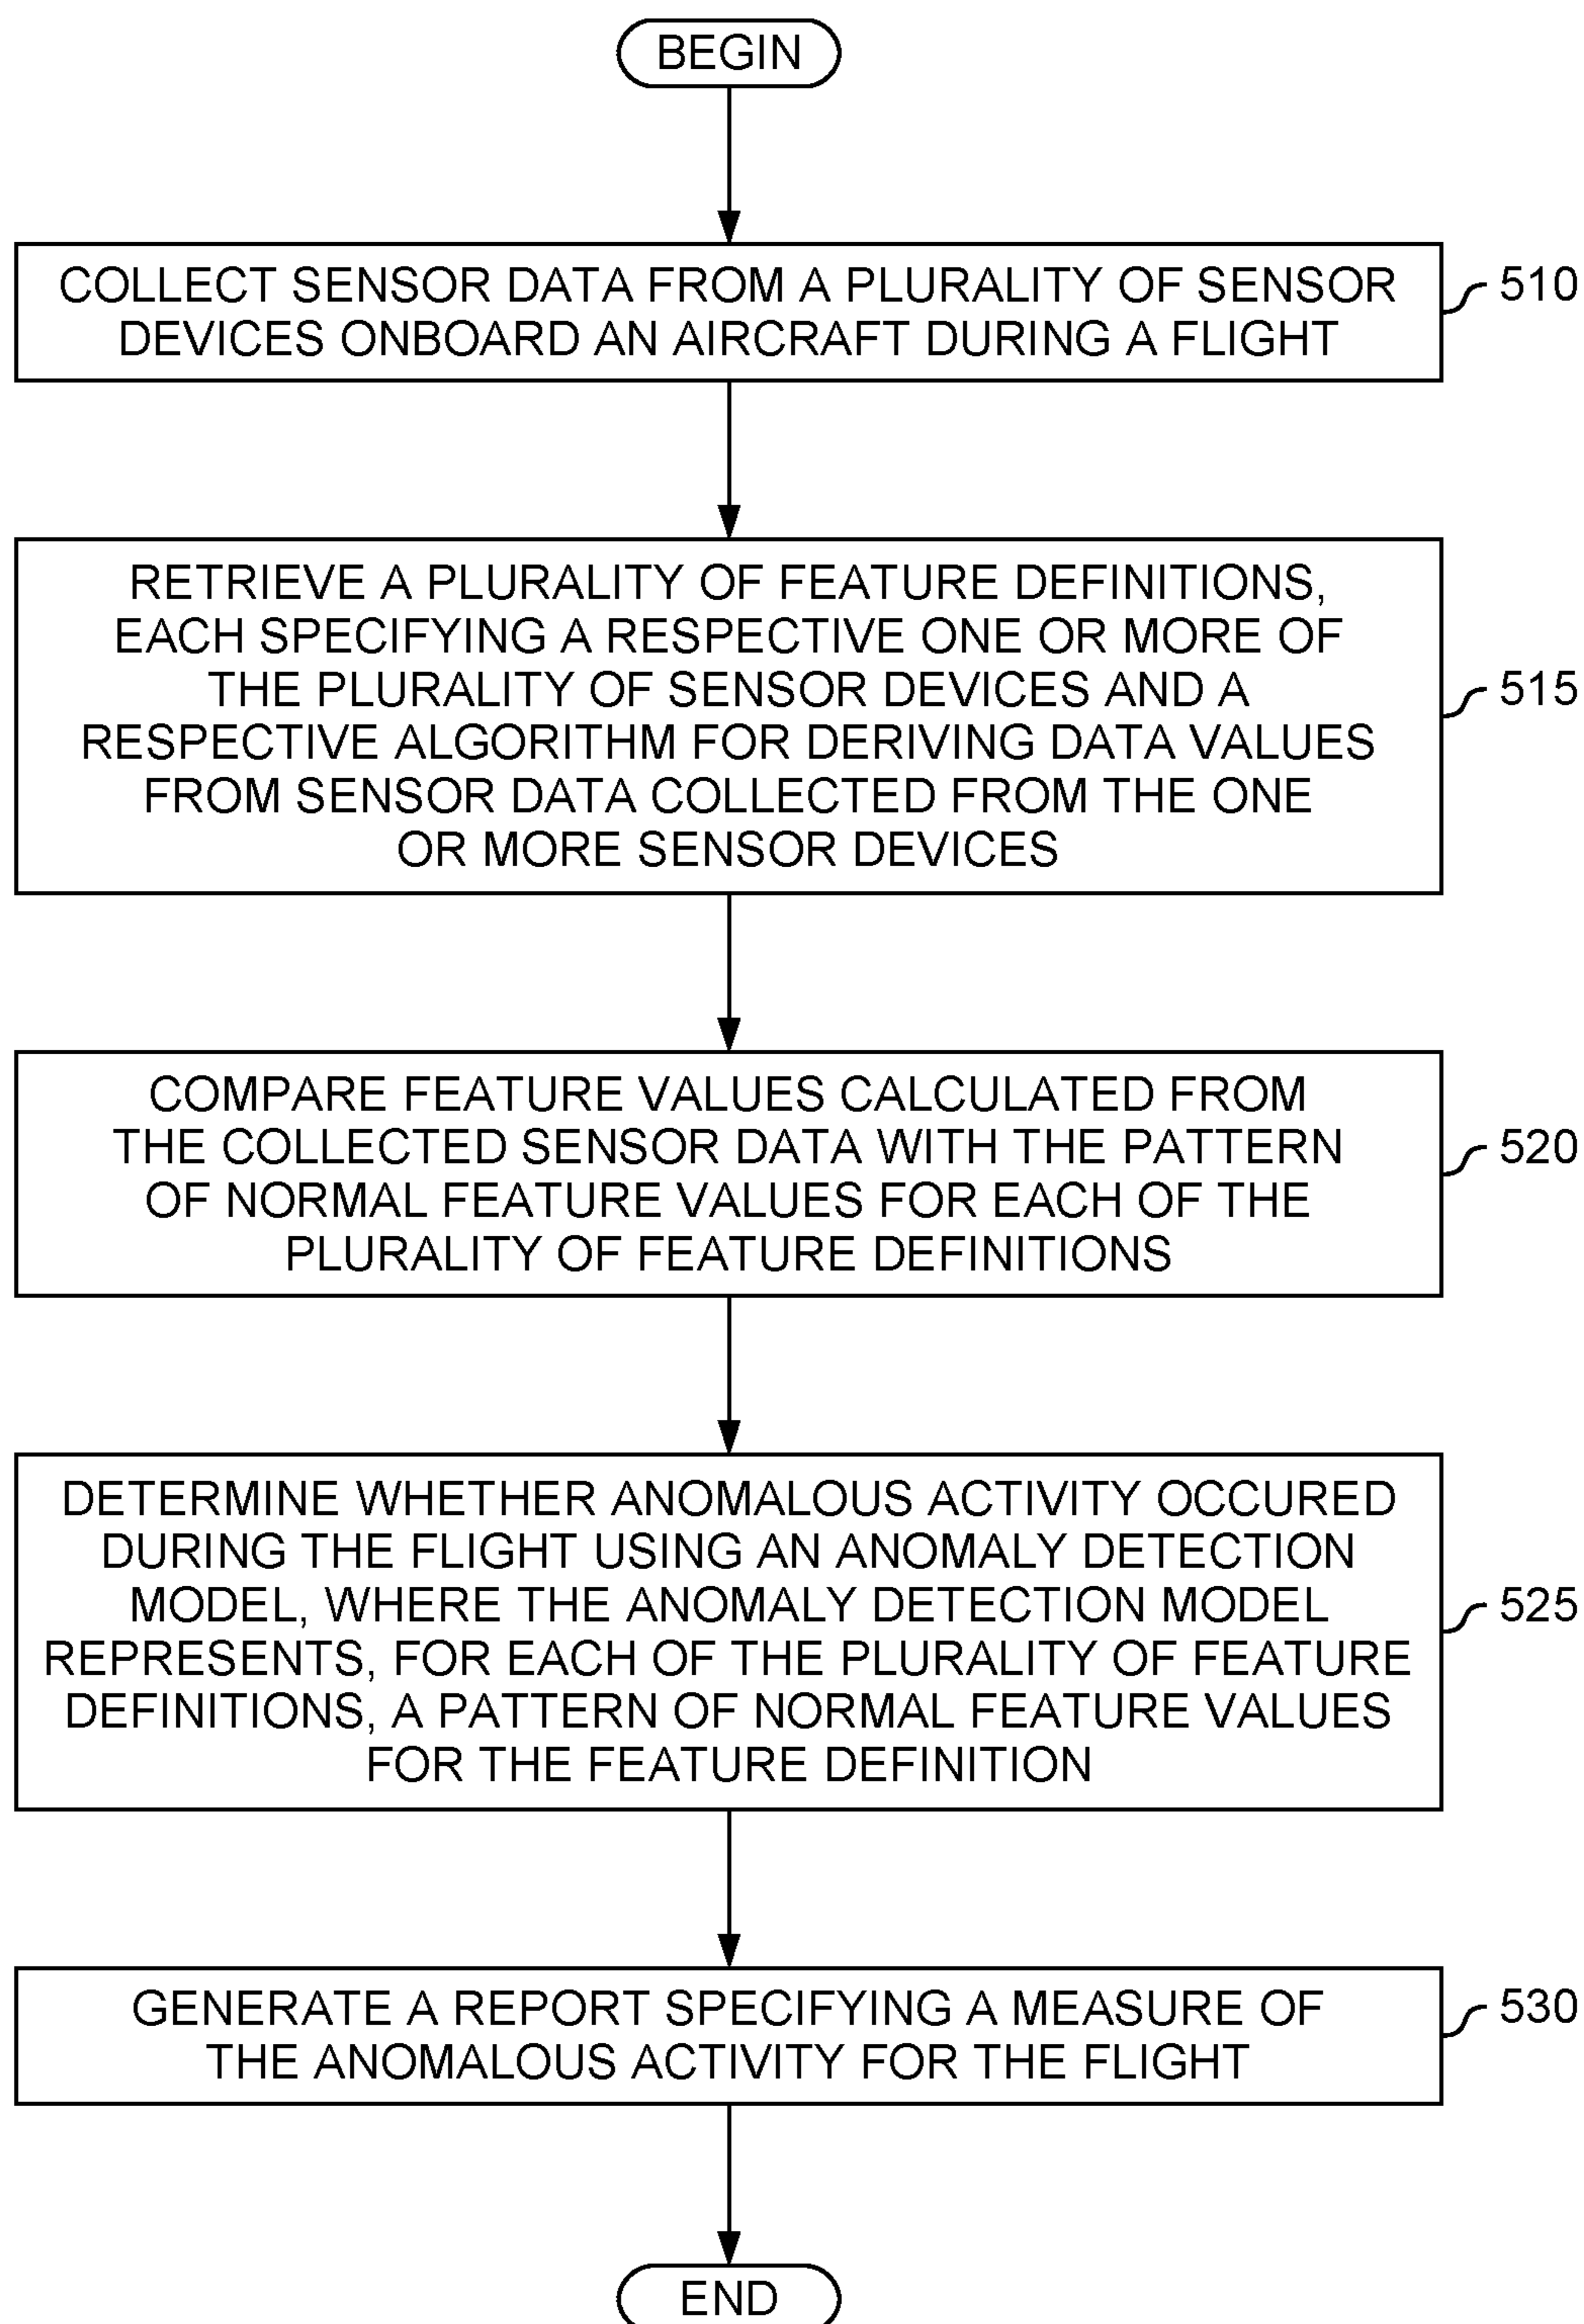 BEGIN
COLLECT SENSOR DATA FROM A PLURALITY OF SENSOR
DEVICES ONBOARD AN AIRCRAFT DURING A FLIGHT
510
RETRIEVE A PLURALITY OF FEATURE DEFINITIONS,
EACH SPECIFYING A RESPECTIVE ONE OR MORE OF
THE PLURALITY OF SENSOR DEVICES AND A
RESPECTIVE ALGORITHM FOR DERIVING DATA VALUES
FROM SENSOR DATA COLLECTED FROM THE ONE
OR MORE SENSOR DEVICES
515
COMPARE FEATURE VALUES CALCULATED FROM
THE COLLECTED SENSOR DATA WITH THE PATTERN
OF NORMAL FEATURE VALUES FOR EACH OF THE
PLURALITY OF FEATURE DEFINITIONS
520
DETERMINE WHETHER ANOMALOUS ACTIVITY OCCURED
DURING THE FLIGHT USING AN ANOMALY DETECTION
MODEL, WHERE THE ANOMALY DETECTION MODEL
REPRESENTS, FOR EACH OF THE PLURALITY OF FEATURE
DEFINITIONS, A PATTERN OF NORMAL FEATURE VALUES
FOR THE FEATURE DEFINITION
525
GENERATE A REPORT SPECIFYING A MEASURE OF
THE ANOMALOUS ACTIVITY FOR THE FLIGHT
530
END